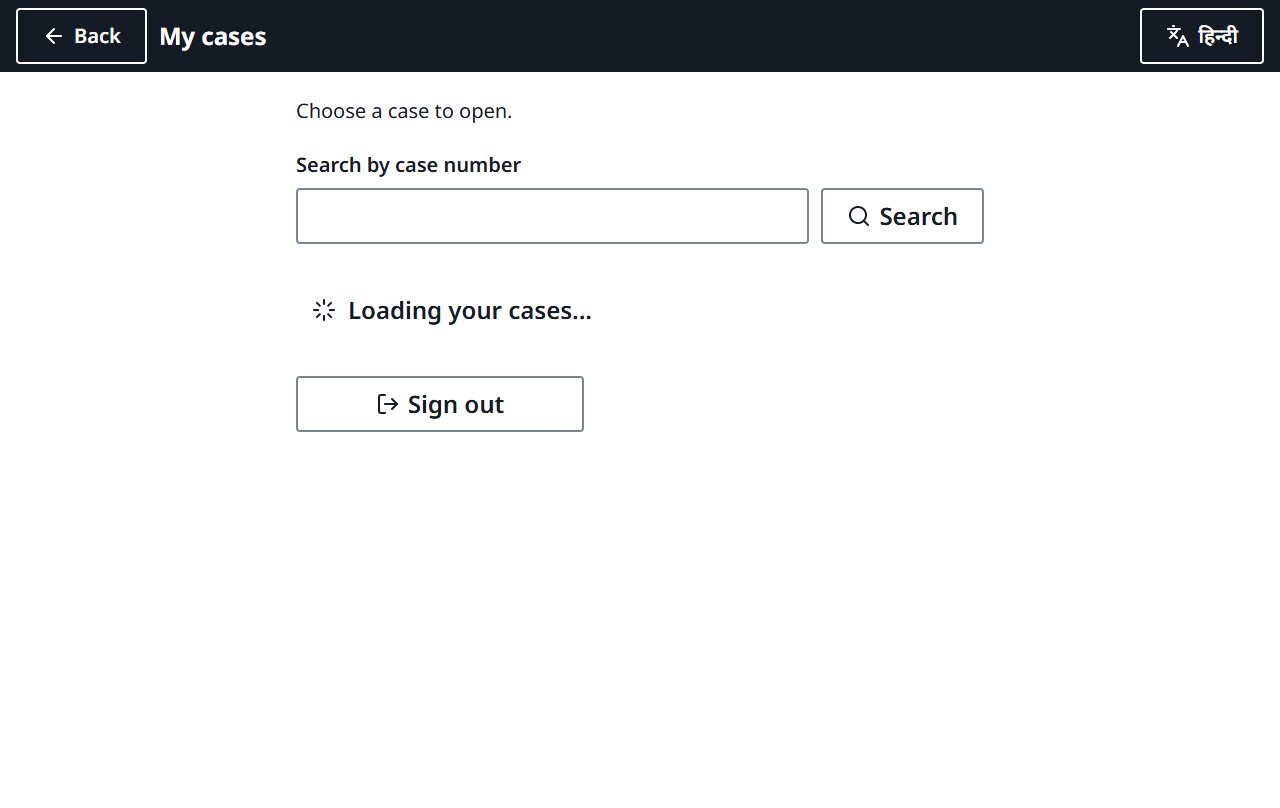 Back
My cases
हिन्दी
Choose a case to open.
Search by case number
Search
Loading your cases...
Sign out